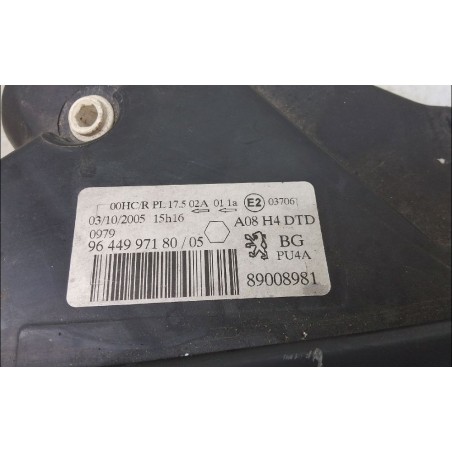 00HC/R PL 17.5 02A 01 1a E2 03706
03/10/2005 15h16 A08 H4 DTD
0979
96 449 971 80 / 05 BG
PU4A
89008981